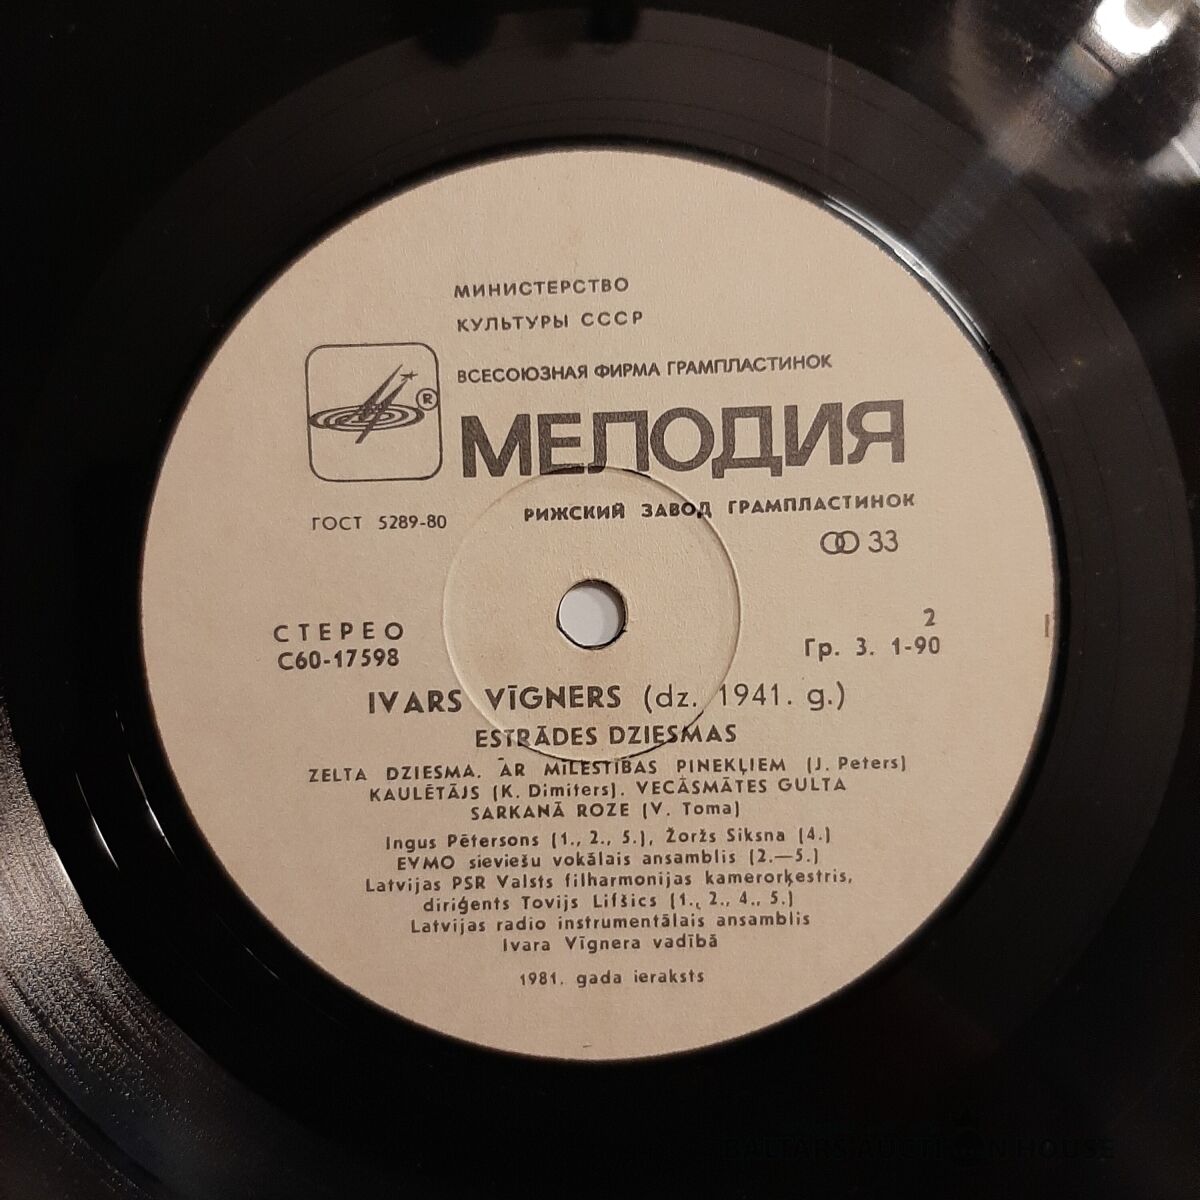 МИНИСТЕРСТВО
КУЛЬТУРЫ СССР
ВСЕСОЮЗНАЯ ФИРМА ГРАМПЛАСТИНОК
®
МЕЛОДИЯ
ГОСТ 5289-80
РИЖСКИЙ ЗАВОД ГРАМПЛАСТИНОК
33
СТЕРЕО
С60-17598
2
Гр. 3. 1-90
IVARS VĪGNERS (dz. 1941. g.)
ESTRĀDES DZIESMAS
ZELTA DZIESMA. AR MĪLESTĪBAS PINEKĻIEM (J. Peters)
KAULĒTĀJS (K. Dimiters). VECĀSMĀTES GULTA
SARKANĀ ROZE (V. Toma)
Ingus Pētersons (1., 2., 5.), Žoržs Siksna (4.)
EVMO sieviešu vokālais ansamblis (2.—5.)
Latvijas PSR Valsts filharmonijas kamerorķestris,
diriģents Tovijs Lifšics (1., 2., 4., 5.)
Latvijas radio instrumentālais ansamblis
Ivara Vīgnera vadībā
1981. gada ieraksts
BALTARS AUCTION HOUSE